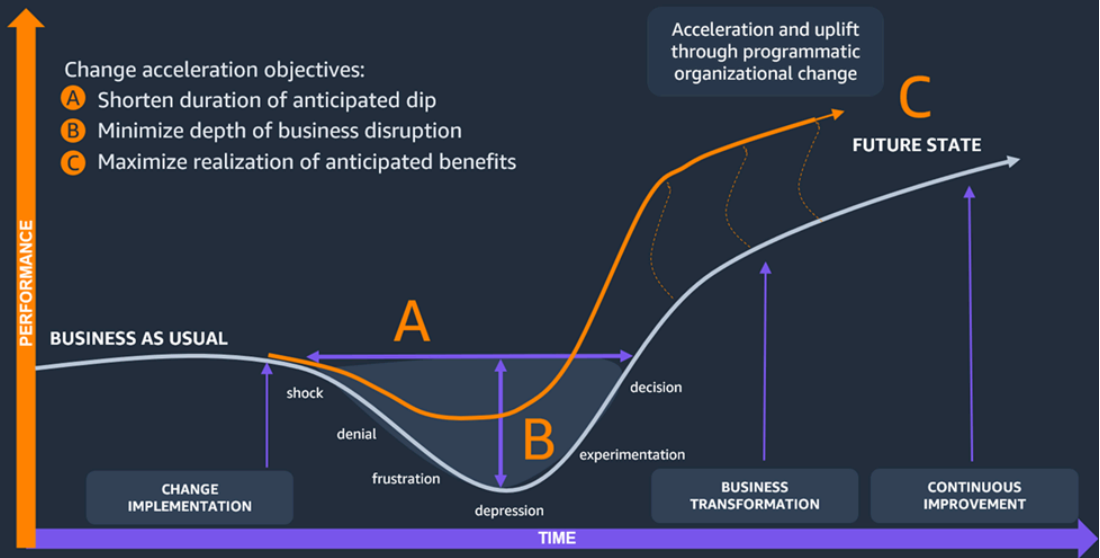 Acceleration and uplift
through programmatic
organizational change
Change acceleration objectives:
A Shorten duration of anticipated dip
B Minimize depth of business disruption
C Maximize realization of anticipated benefits
C
FUTURE STATE
PERFORMANCE
A
BUSINESS AS USUAL
shock
decision
denial
B
experimentation
frustration
depression
CHANGE
IMPLEMENTATION
BUSINESS
TRANSFORMATION
CONTINUOUS
IMPROVEMENT
TIME